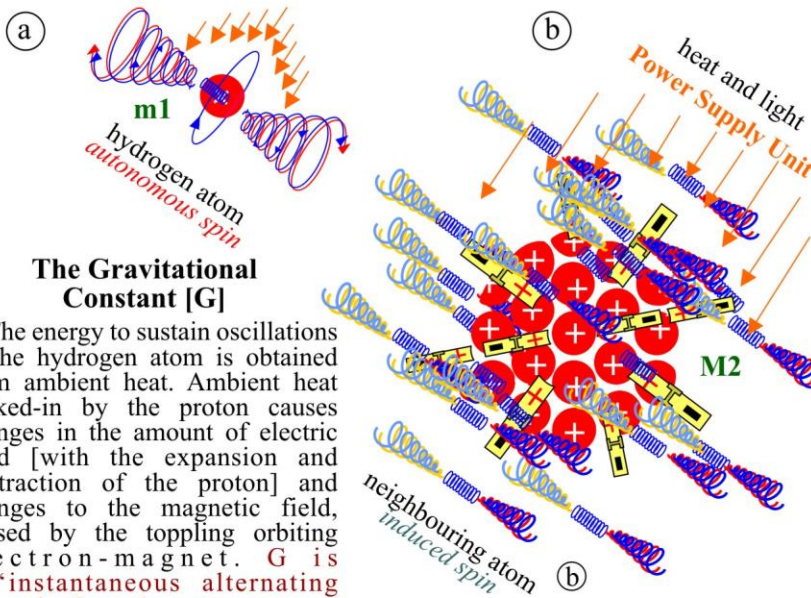 a
m1
hydrogen atom
autonomous spin
b
heat and light
Power Supply Unit
M2
neighbouring atom
induced spin
b
The Gravitational
Constant [G]
The energy to sustain oscillations
he hydrogen atom is obtained
m ambient heat. Ambient heat
ked-in by the proton causes
nges in the amount of electric
d [with the expansion and
traction of the proton] and
nges to the magnetic field,
sed by the toppling orbiting
ectron-magnet. G is
‘instantaneous alternating